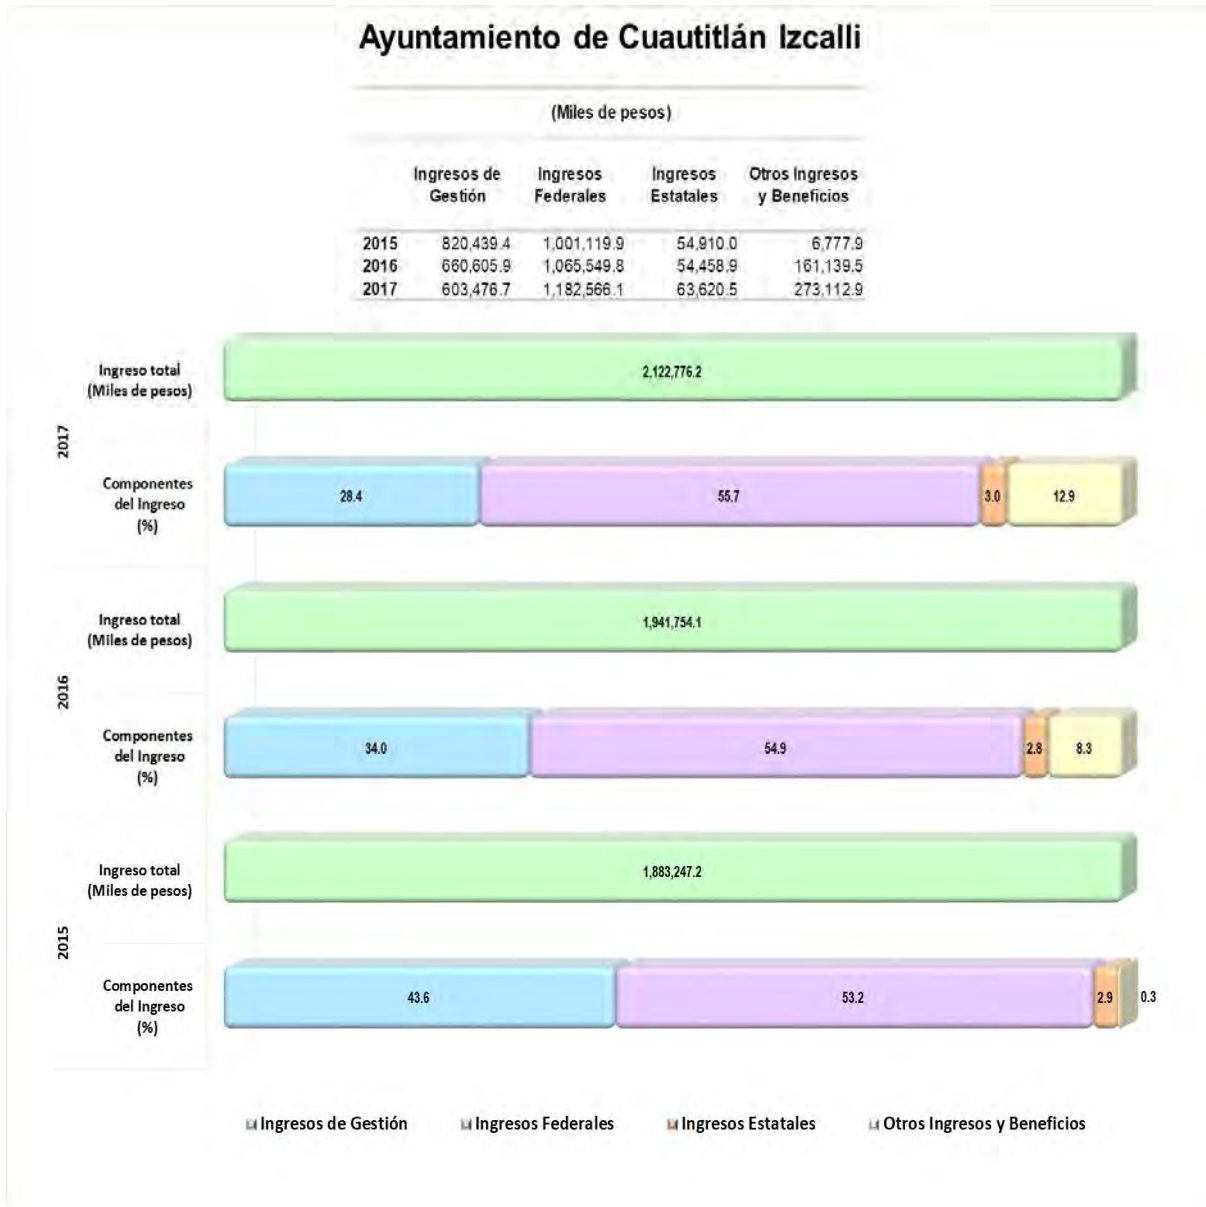 Ayuntamiento de Cuautitlán Izcalli
(Miles de pesos)
Ingresos de Gestión Ingresos Federales Ingresos Estatales Otros Ingresos y Beneficios
2015 820,439.4 1,001,119.9 54,910.0 6,777.9
2016 660,605.9 1,065,549.8 54,458.9 161,139.5
2017 603,476.7 1,182,566.1 63,620.5 273,112.9
2017
Ingreso total
(Miles de pesos)
2,122,776.2
Componentes
del Ingreso
(%)
28.4 55.7 3.0 12.9
2016
Ingreso total
(Miles de pesos)
1,941,754.1
Componentes
del Ingreso
(%)
34.0 54.9 2.8 8.3
2015
Ingreso total
(Miles de pesos)
1,883,247.2
Componentes
del Ingreso
(%)
43.6 53.2 2.9 0.3
Ingresos de Gestión Ingresos Federales Ingresos Estatales Otros Ingresos y Beneficios